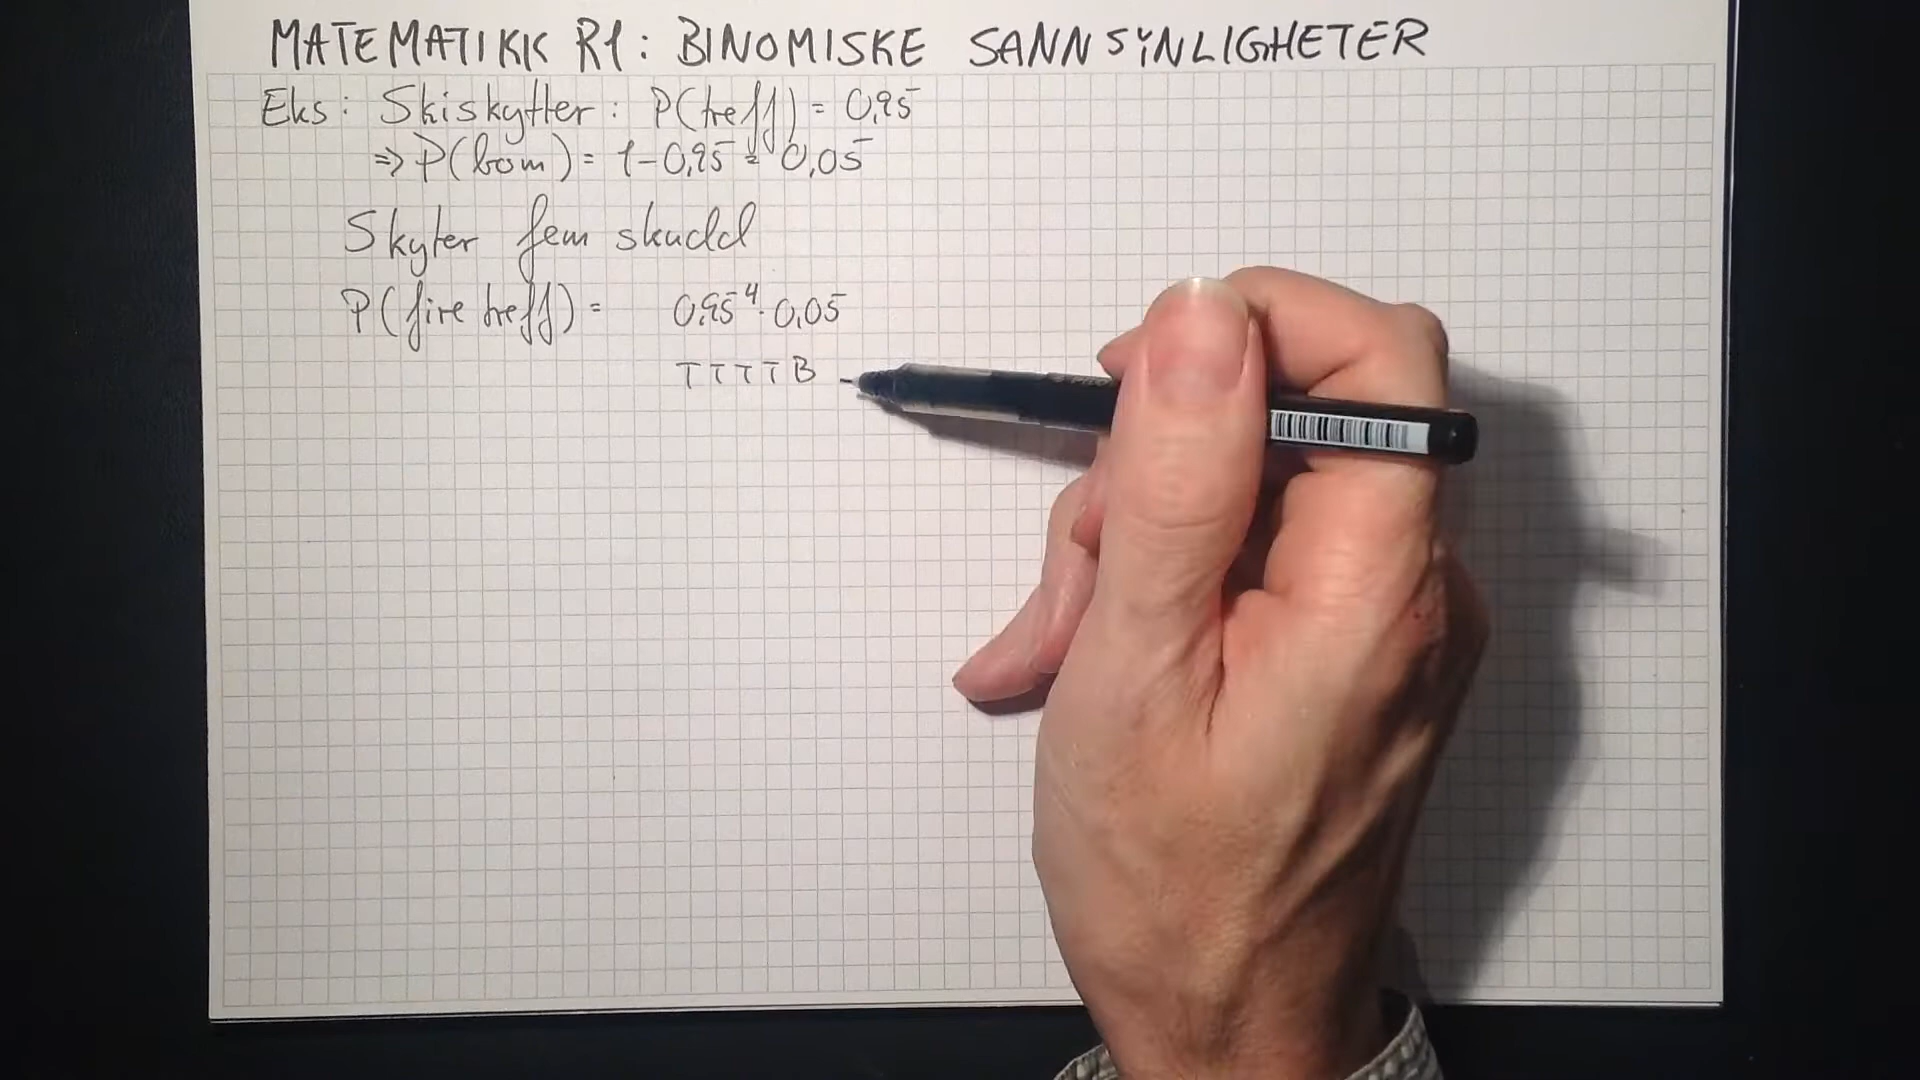 MATEMATIKK R1: BINOMISKE SANNSYNLIGHETER
Eks: Skiskytter: P(treff) = 0,95
⇒ P(bom) = 1-0,95 = 0,05
Skyter fem skudd
P(fire treff) = 0,95⁴ · 0,05
T T T T B